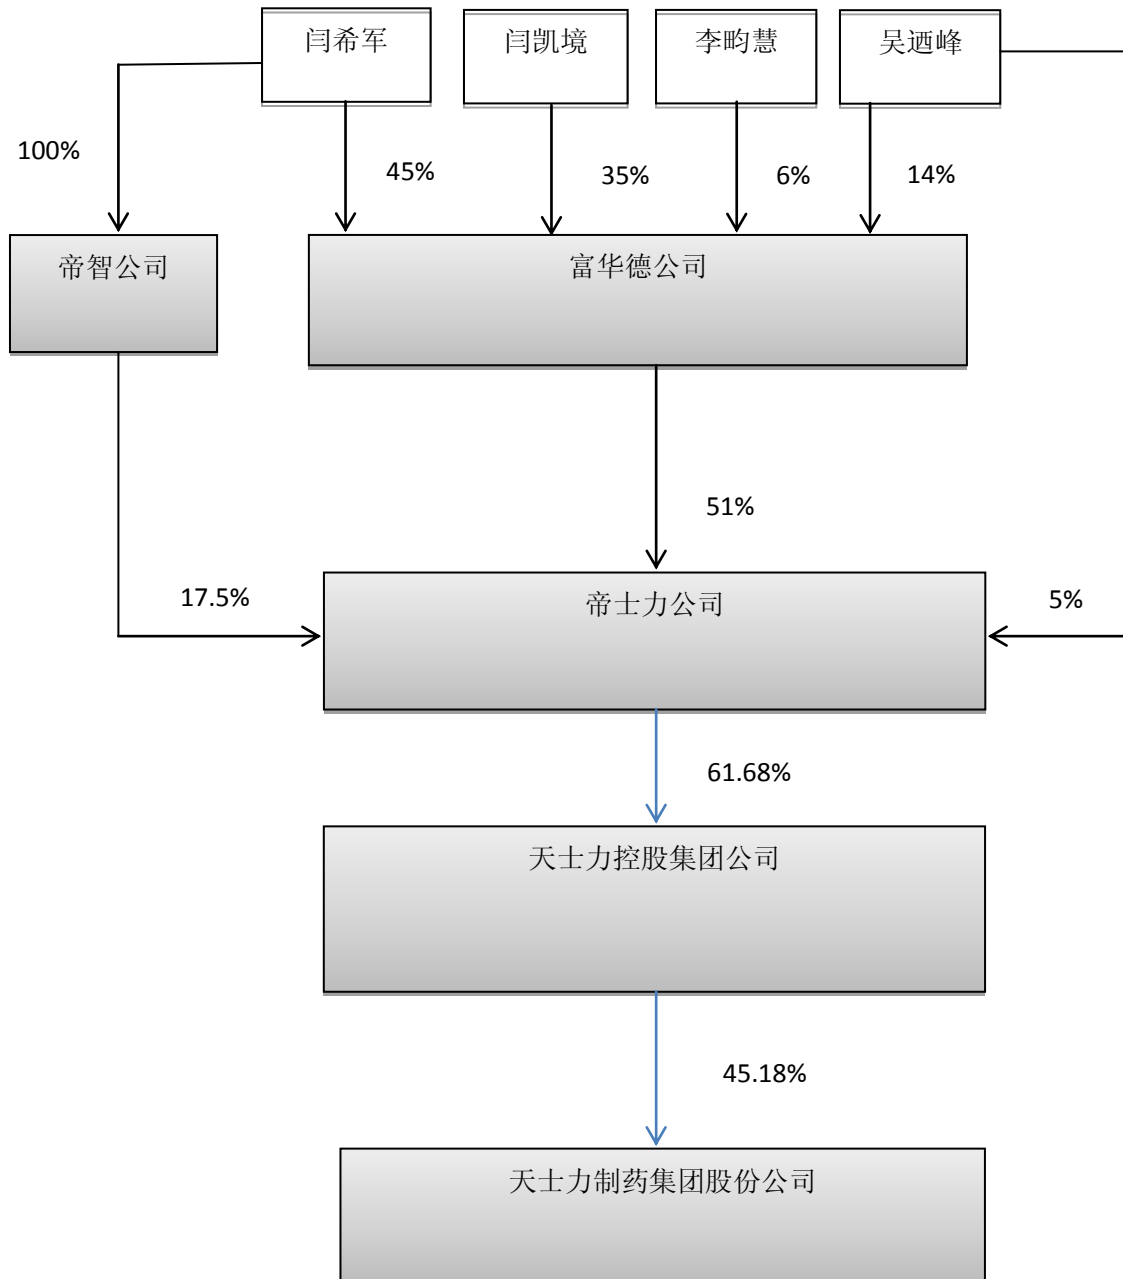 闫希军
闫凯境
李畇慧
吴迺峰
100%
45%
35%
6%
14%
帝智公司
富华德公司
51%
17.5%
帝士力公司
5%
61.68%
天士力控股集团公司
45.18%
天士力制药集团股份公司